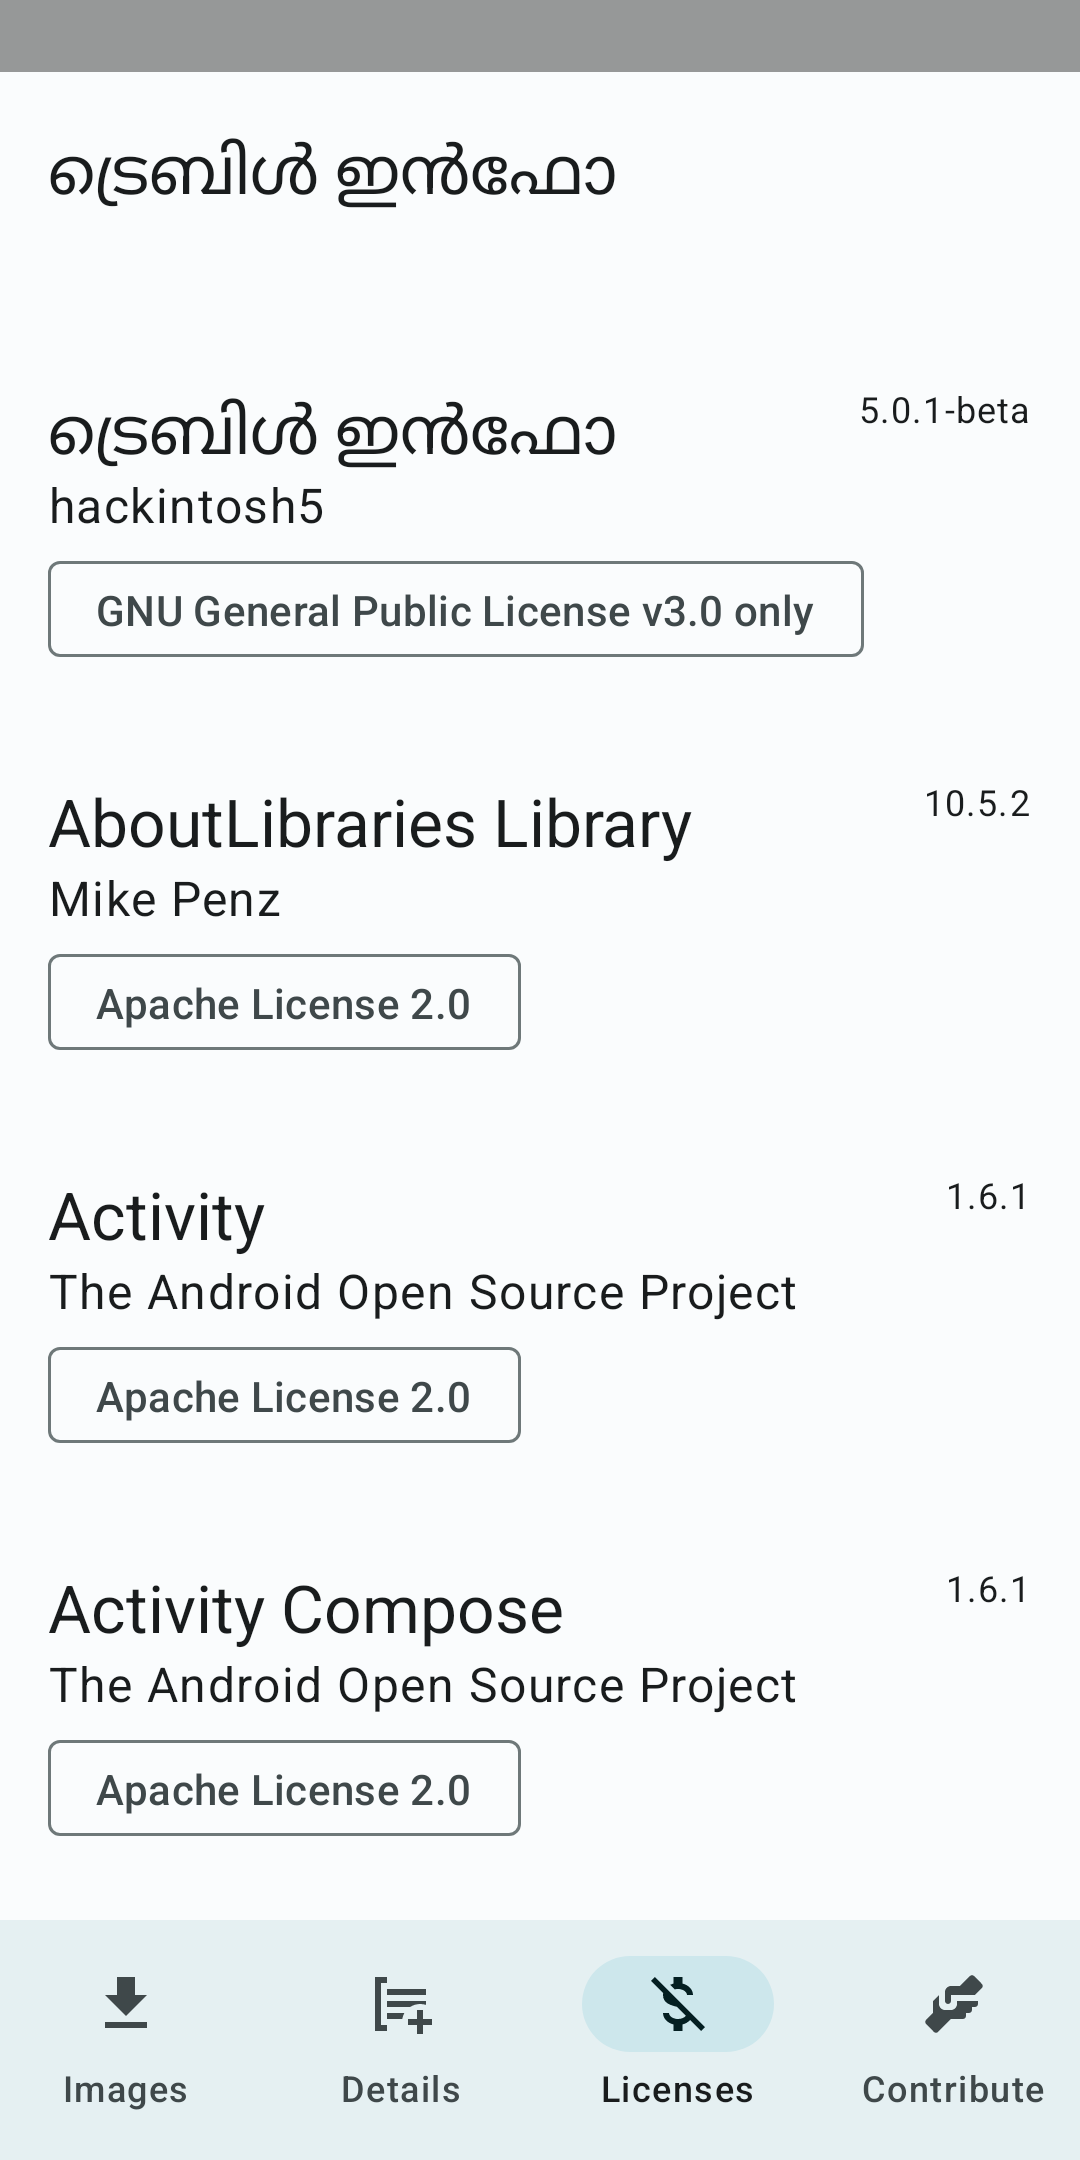 ട്രെബിൾ ഇൻഫോ
ട്രെബിൾ ഇൻഫോ
5.0.1-beta
hackintosh5
GNU General Public License v3.0 only
AboutLibraries Library
10.5.2
Mike Penz
Apache License 2.0
Activity
1.6.1
The Android Open Source Project
Apache License 2.0
Activity Compose
1.6.1
The Android Open Source Project
Apache License 2.0
Images
Details
Licenses
Contribute